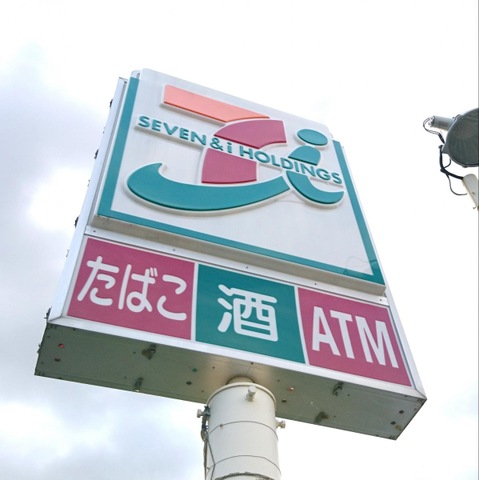 SEVEN&i HOLDINGS
たばこ 酒 ATM